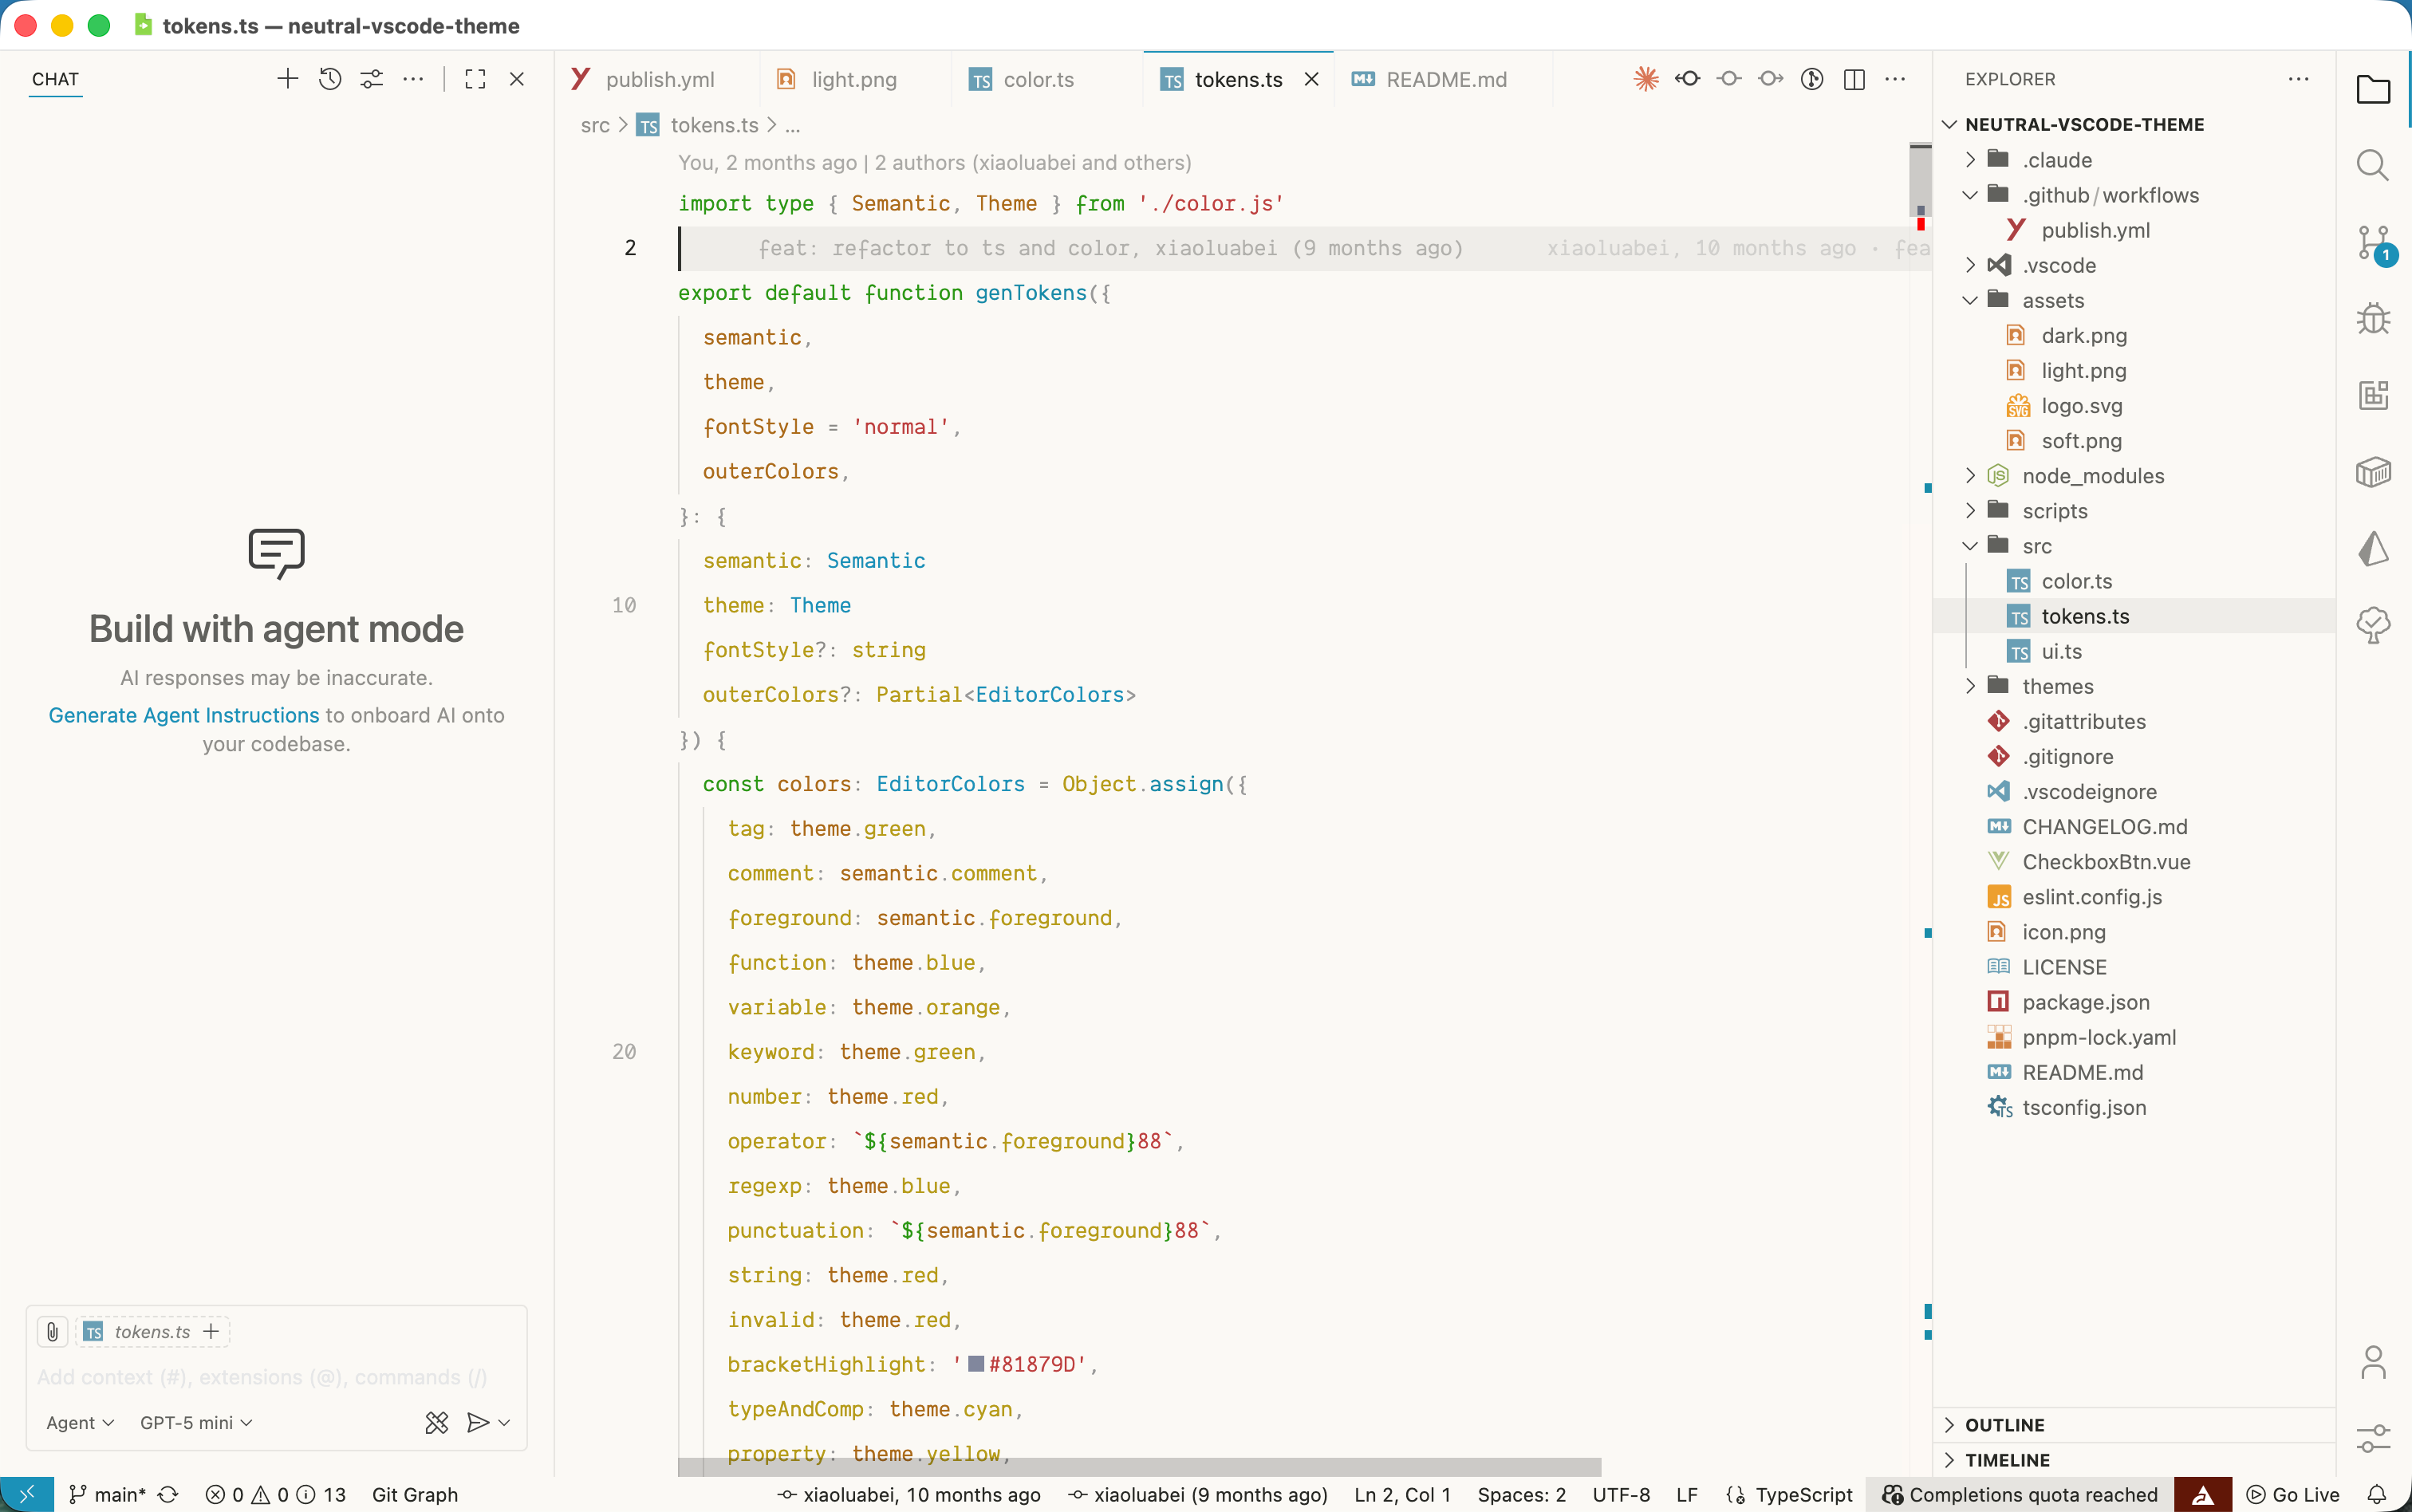 tokens.ts — neutral-vscode-theme
CHAT
Build with agent mode
AI responses may be inaccurate.
Generate Agent Instructions to onboard AI onto
your codebase.
TS tokens.ts
Add context (#), extensions (@), commands (/)
Agent GPT-5 mini
publish.yml
light.png
TS color.ts
TS tokens.ts
README.md
src > TS tokens.ts > ...
You, 2 months ago | 2 authors (xiaoluabei and others)
import type { Semantic, Theme } from './color.js'
2 feat: refactor to ts and color, xiaoluabei (9 months ago) xiaoluabei, 10 months ago · fea
export default function genTokens({
semantic,
theme,
fontStyle = 'normal',
outerColors,
}: {
semantic: Semantic
10 theme: Theme
fontStyle?: string
outerColors?: Partial<EditorColors>
}) {
const colors: EditorColors = Object.assign({
tag: theme.green,
comment: semantic.comment,
foreground: semantic.foreground,
function: theme.blue,
variable: theme.orange,
20 keyword: theme.green,
number: theme.red,
operator: `${semantic.foreground}88`,
regexp: theme.blue,
punctuation: `${semantic.foreground}88`,
string: theme.red,
invalid: theme.red,
bracketHighlight: '#81879D',
typeAndComp: theme.cyan,
property: theme.yellow,
EXPLORER
NEUTRAL-VSCODE-THEME
.claude
.github/workflows
publish.yml
.vscode
assets
dark.png
light.png
SVG logo.svg
soft.png
JS node_modules
scripts
src
TS color.ts
TS tokens.ts
TS ui.ts
themes
.gitattributes
.gitignore
.vscodeignore
CHANGELOG.md
CheckboxBtn.vue
JS eslint.config.js
icon.png
LICENSE
package.json
pnpm-lock.yaml
README.md
TS tsconfig.json
OUTLINE
TIMELINE
1
main* 0 0 13 Git Graph xiaoluabei, 10 months ago xiaoluabei (9 months ago) Ln 2, Col 1 Spaces: 2 UTF-8 LF TypeScript Completions quota reached Go Live